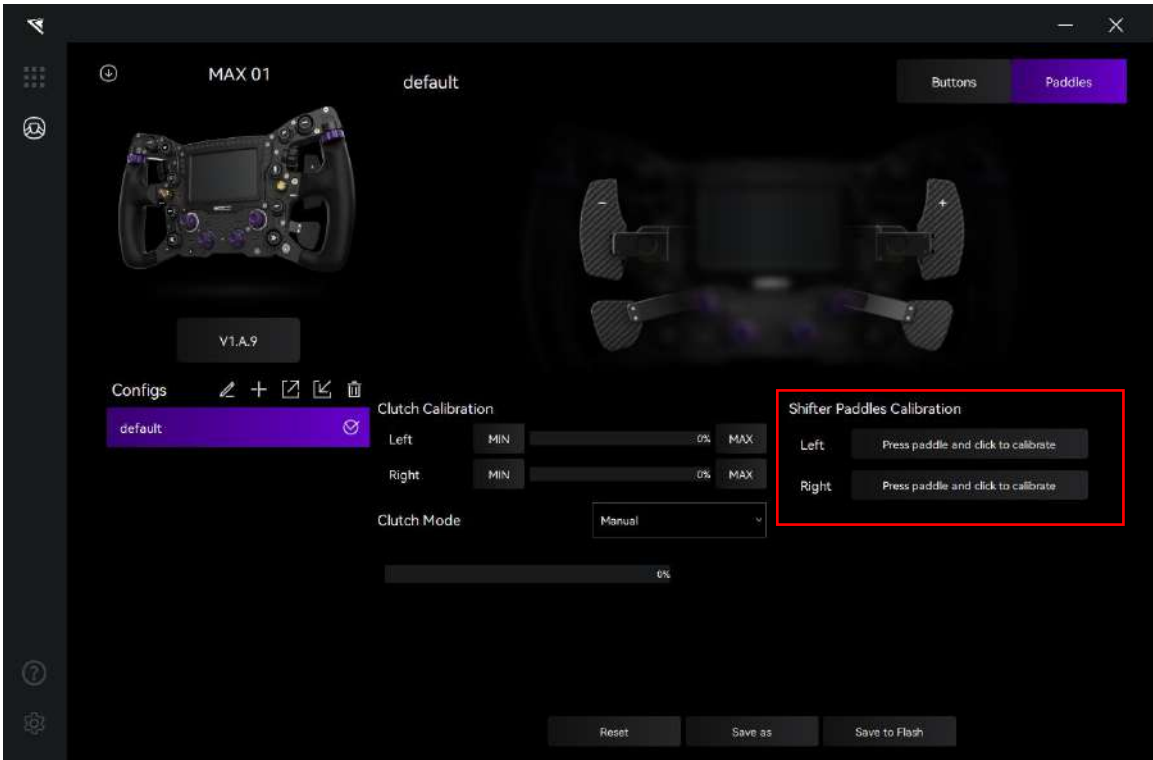 MAX 01
default
Buttons
Paddles
-
+
V1.A.9
Configs
default
Clutch Calibration
Left MIN 0% MAX
Right MIN 0% MAX
Clutch Mode Manual
0%
Shifter Paddles Calibration
Left Press paddle and click to calibrate
Right Press paddle and click to calibrate
Reset
Save as
Save to Flash